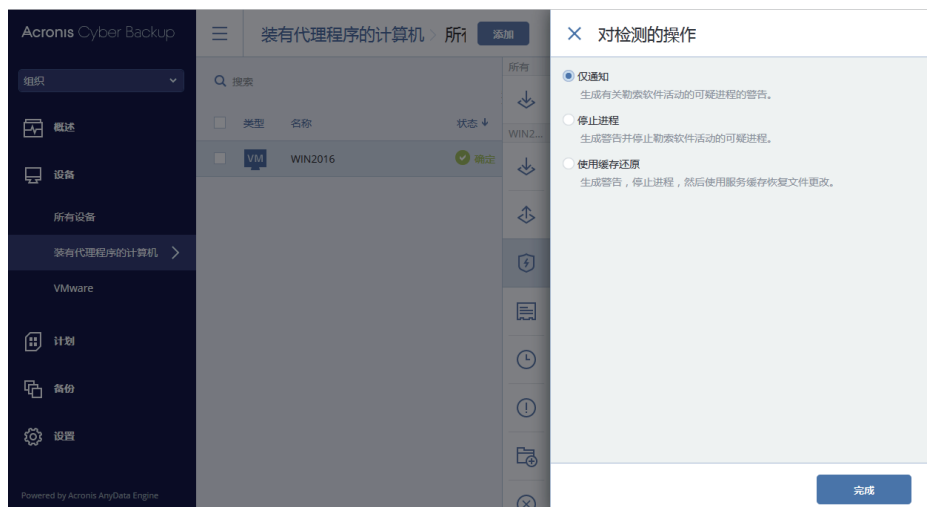 Acronis Cyber Backup
组织
概述
设备
所有设备
装有代理程序的计算机
VMware
计划
备份
设置
Powered by Acronis AnyData Engine
装有代理程序的计算机 > 所有
添加
搜索
类型 名称 状态
VM WIN2016 确定
所有
WIN2...
对检测的操作
仅通知
生成有关勒索软件活动的可疑进程的警告。
停止进程
生成警告并停止勒索软件活动的可疑进程。
使用缓存还原
生成警告，停止进程，然后使用服务缓存恢复文件更改。
完成